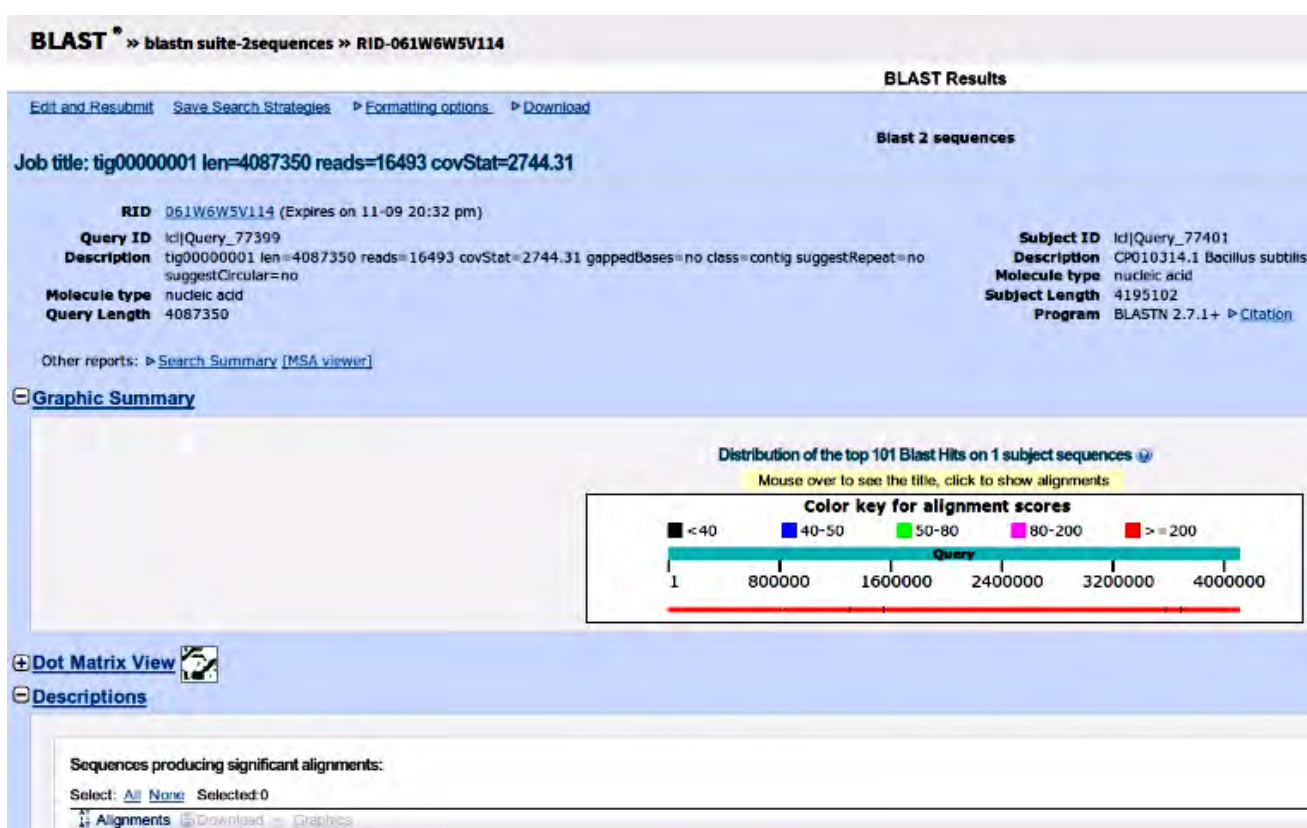 BLAST ® » blastn suite-2sequences » RID-061W6W5V114
BLAST Results
Edit and Resubmit Save Search Strategies Formatting options Download
Blast 2 sequences
Job title: tig00000001 len=4087350 reads=16493 covStat=2744.31
RID 061W6W5V114 (Expires on 11-09 20:32 pm)
Query ID lcl|Query_77399
Description tig00000001 len=4087350 reads=16493 covStat=2744.31 gappedBases=no class=contig suggestRepeat=no
suggestCircular=no
Molecule type nucleic acid
Query Length 4087350
Subject ID lcl|Query_77401
Description CP010314.1 Bacillus subtilis
Molecule type nucleic acid
Subject Length 4195102
Program BLASTN 2.7.1+ Citation
Other reports: Search Summary [MSA viewer]
Graphic Summary
Distribution of the top 101 Blast Hits on 1 subject sequences
Mouse over to see the title, click to show alignments
Color key for alignment scores
<40 40-50 50-80 80-200 >=200
Query
1 800000 1600000 2400000 3200000 4000000
Dot Matrix View
Descriptions
Sequences producing significant alignments:
Select: All None Selected:0
Alignments Download Graphics